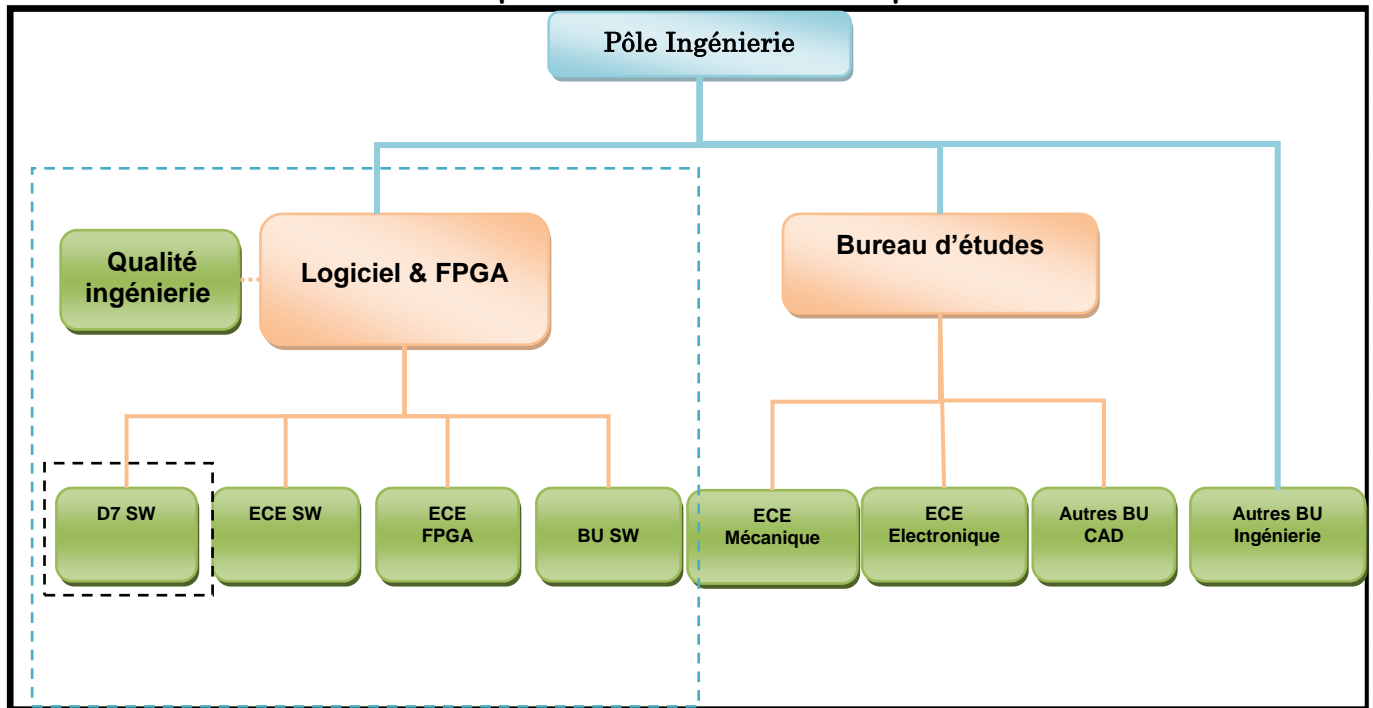 Pôle Ingénierie
Qualité
ingénierie
Logiciel & FPGA
Bureau d’études
D7 SW
ECE SW
ECE
FPGA
BU SW
ECE
Mécanique
ECE
Electronique
Autres BU
CAD
Autres BU
Ingénierie